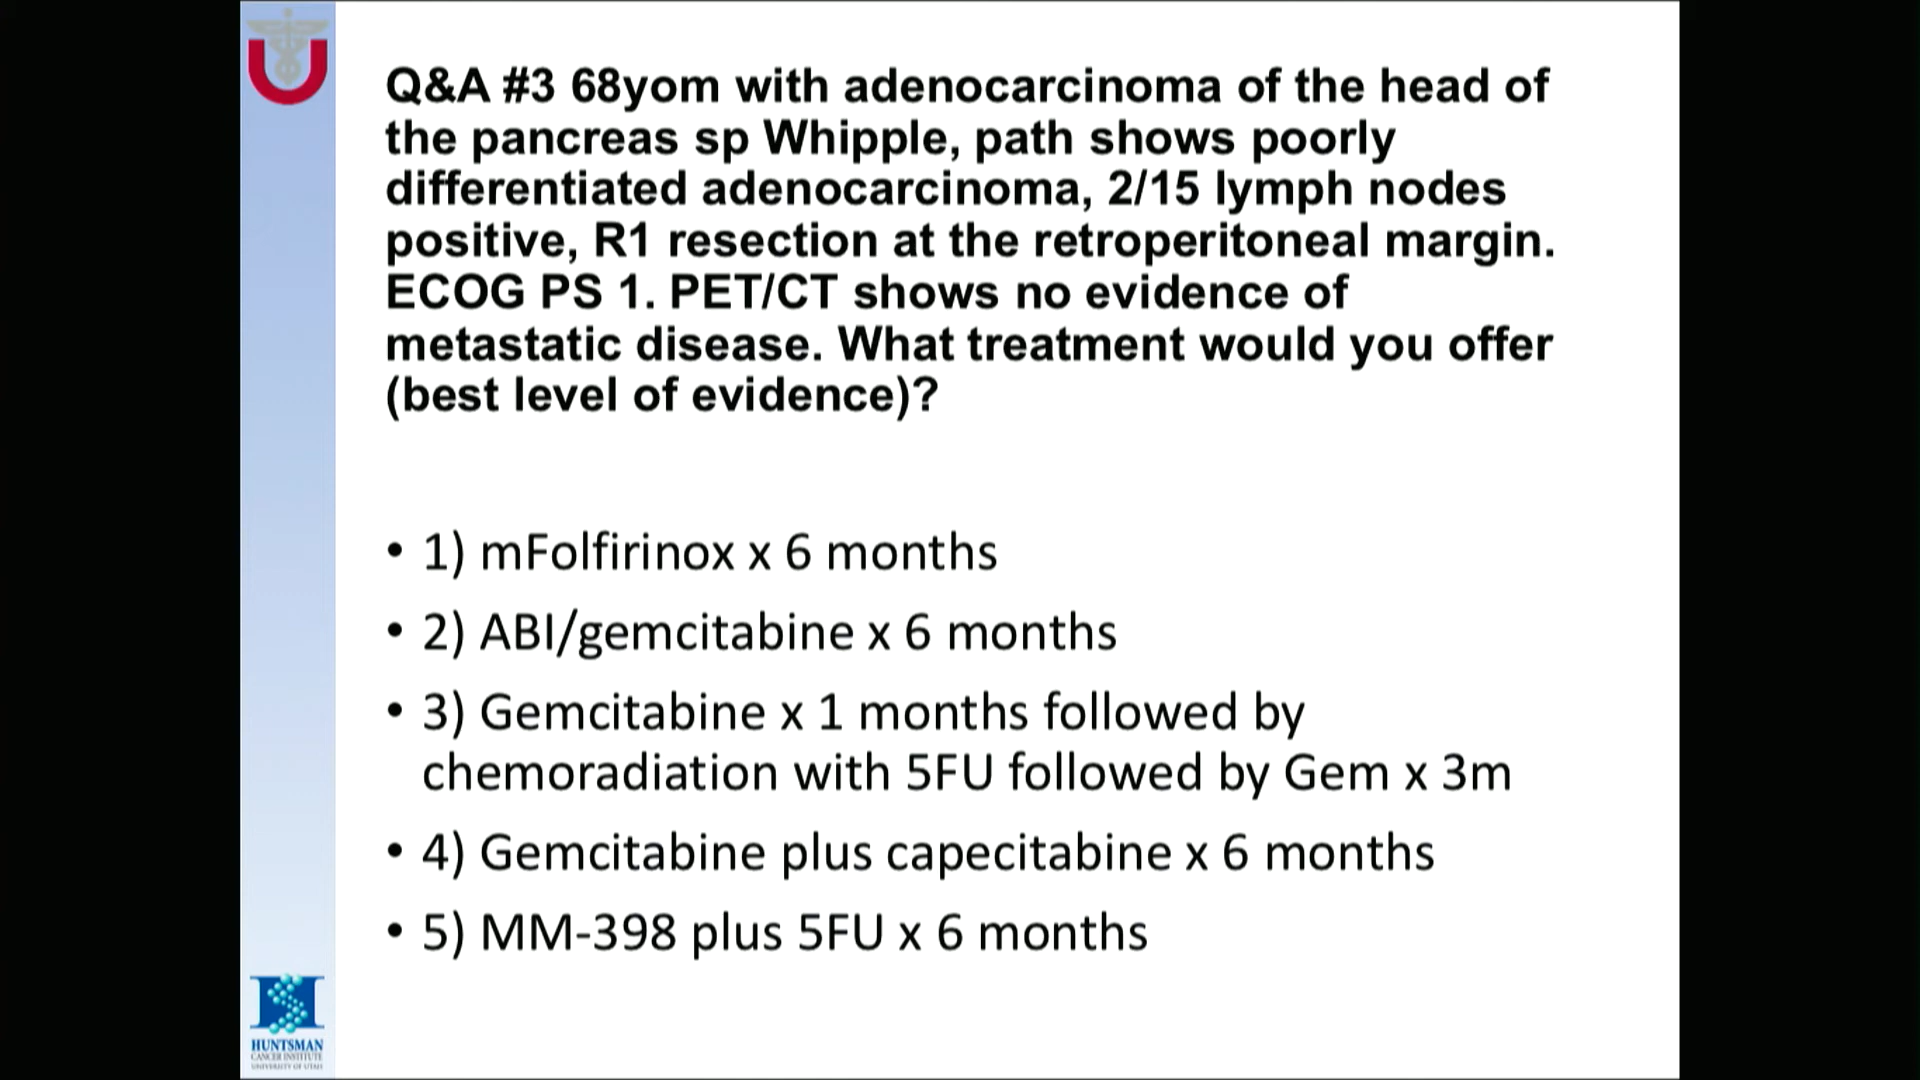 Q&A #3 68yom with adenocarcinoma of the head of
the pancreas sp Whipple, path shows poorly
differentiated adenocarcinoma, 2/15 lymph nodes
positive, R1 resection at the retroperitoneal margin.
ECOG PS 1. PET/CT shows no evidence of
metastatic disease. What treatment would you offer
(best level of evidence)?
• 1) mFolfirinox x 6 months
• 2) ABI/gemcitabine x 6 months
• 3) Gemcitabine x 1 months followed by
chemoradiation with 5FU followed by Gem x 3m
• 4) Gemcitabine plus capecitabine x 6 months
• 5) MM-398 plus 5FU x 6 months
U
HUNTSMAN
CANCER INSTITUTE
UNIVERSITY OF UTAH